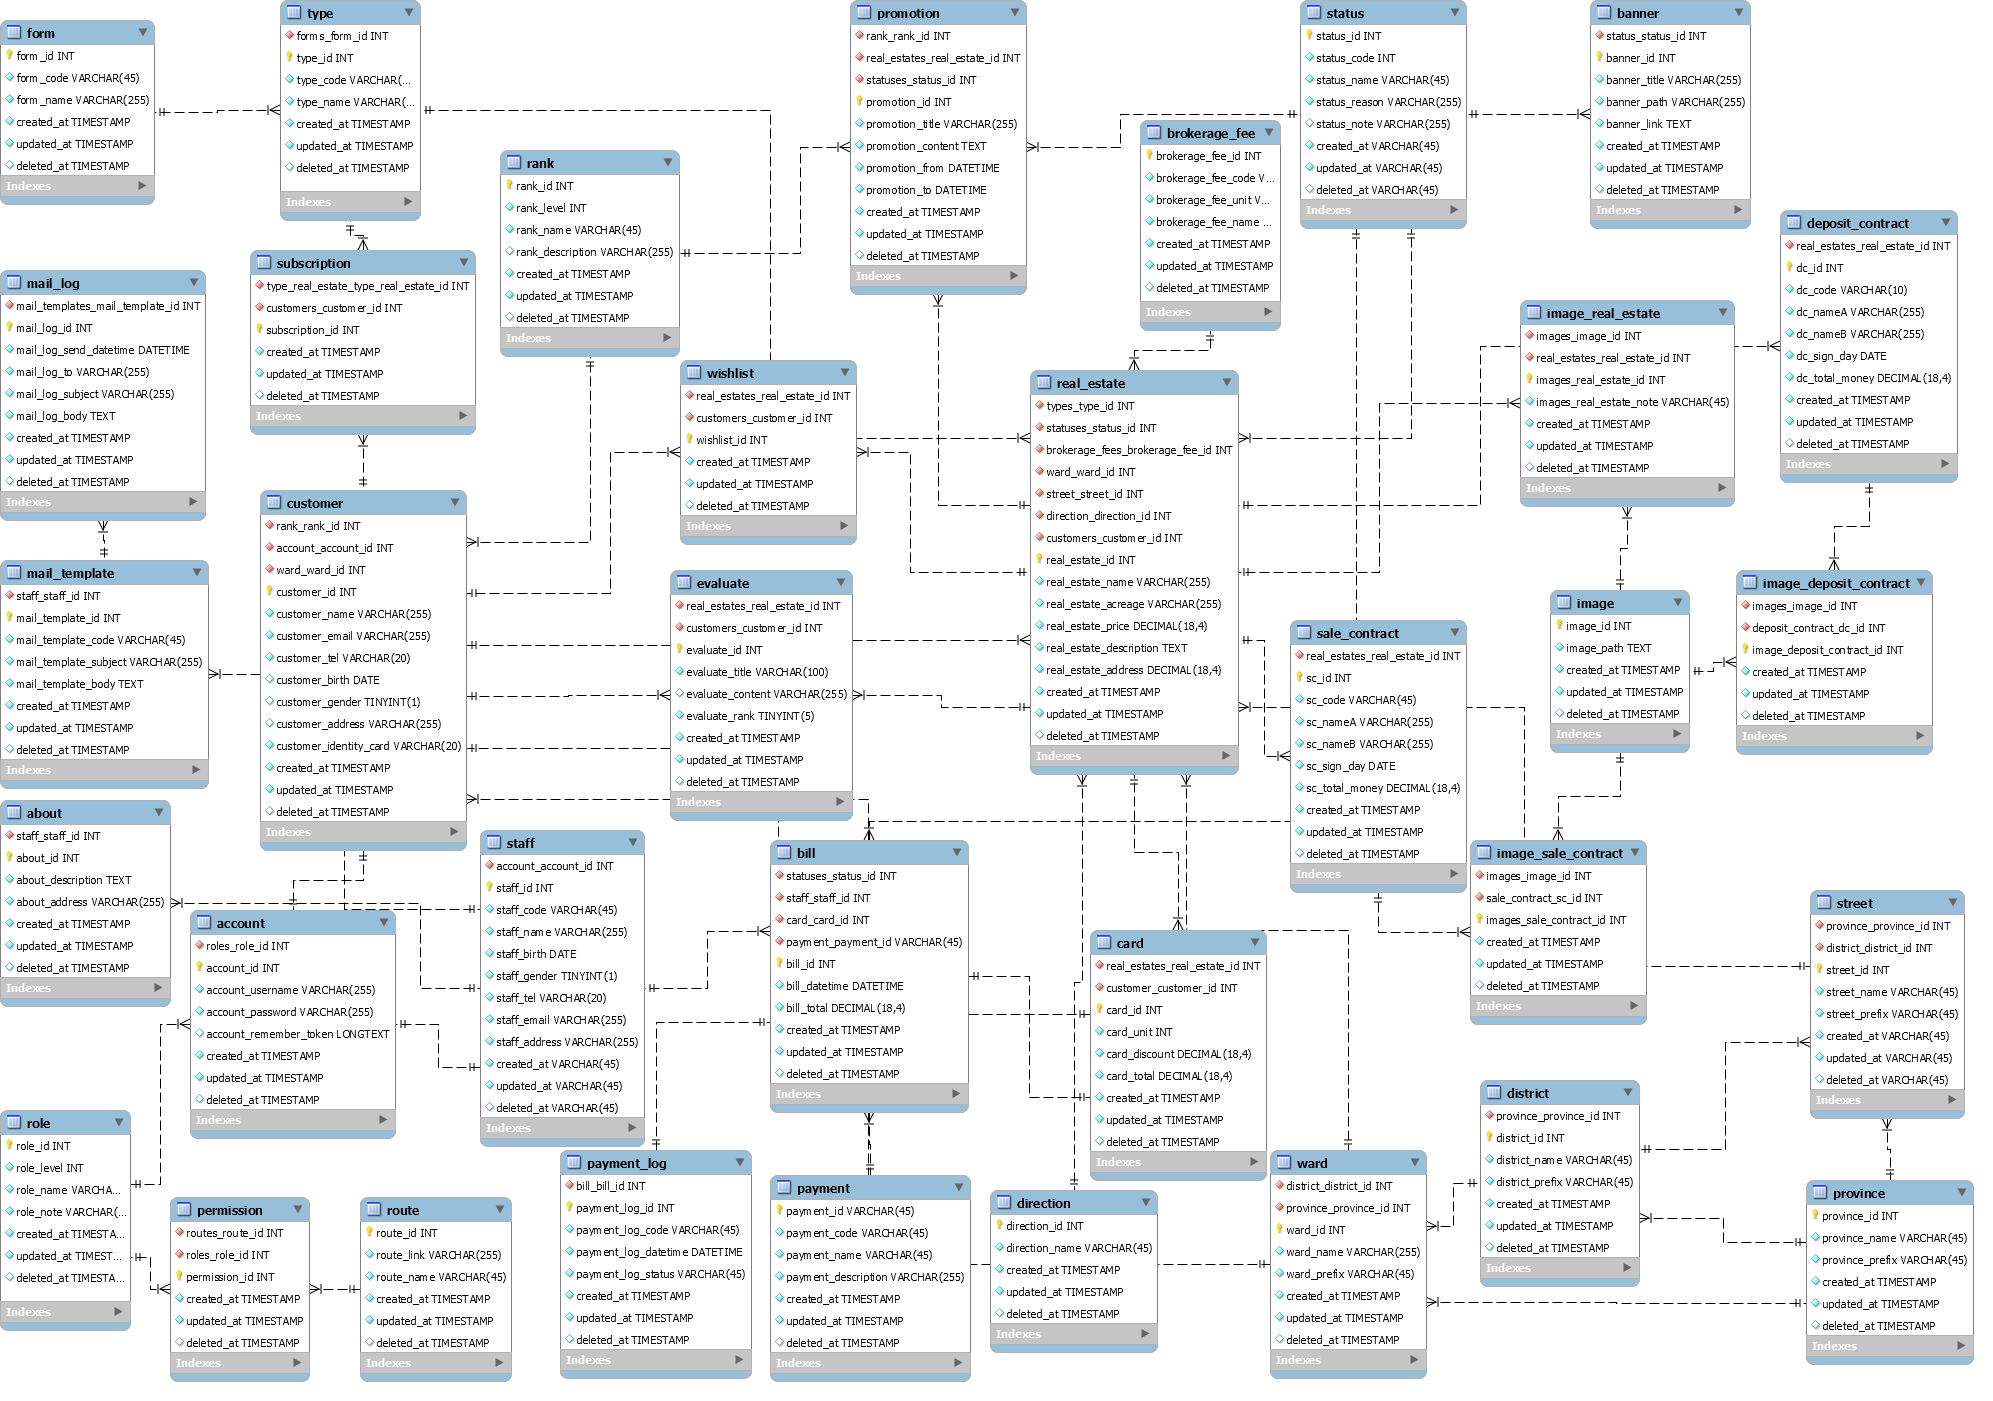 form
form_id INT
form_code VARCHAR(45)
form_name VARCHAR(255)
created_at TIMESTAMP
updated_at TIMESTAMP
deleted_at TIMESTAMP
Indexes
type
forms_form_id INT
type_id INT
type_code VARCHAR(...
type_name VARCHAR(...
created_at TIMESTAMP
updated_at TIMESTAMP
deleted_at TIMESTAMP
Indexes
promotion
rank_rank_id INT
real_estates_real_estate_id INT
statuses_status_id INT
promotion_id INT
promotion_title VARCHAR(255)
promotion_content TEXT
promotion_from DATETIME
promotion_to DATETIME
created_at TIMESTAMP
updated_at TIMESTAMP
deleted_at TIMESTAMP
Indexes
status
status_id INT
status_code INT
status_name VARCHAR(45)
status_reason VARCHAR(255)
status_note VARCHAR(255)
created_at VARCHAR(45)
updated_at VARCHAR(45)
deleted_at VARCHAR(45)
Indexes
banner
status_status_id INT
banner_id INT
banner_title VARCHAR(255)
banner_path VARCHAR(255)
banner_link TEXT
created_at TIMESTAMP
updated_at TIMESTAMP
deleted_at TIMESTAMP
Indexes
rank
rank_id INT
rank_level INT
rank_name VARCHAR(45)
rank_description VARCHAR(255)
created_at TIMESTAMP
updated_at TIMESTAMP
deleted_at TIMESTAMP
Indexes
brokerage_fee
brokerage_fee_id INT
brokerage_fee_code V...
brokerage_fee_unit V...
brokerage_fee_name ...
created_at TIMESTAMP
updated_at TIMESTAMP
deleted_at TIMESTAMP
Indexes
deposit_contract
real_estates_real_estate_id INT
dc_id INT
dc_code VARCHAR(10)
dc_nameA VARCHAR(255)
dc_nameB VARCHAR(255)
dc_sign_day DATE
dc_total_money DECIMAL(18,4)
created_at TIMESTAMP
updated_at TIMESTAMP
deleted_at TIMESTAMP
Indexes
subscription
type_real_estate_type_real_estate_id INT
customers_customer_id INT
subscription_id INT
created_at TIMESTAMP
updated_at TIMESTAMP
deleted_at TIMESTAMP
Indexes
mail_log
mail_templates_mail_template_id INT
mail_log_id INT
mail_log_send_datetime DATETIME
mail_log_to VARCHAR(255)
mail_log_subject VARCHAR(255)
mail_log_body TEXT
created_at TIMESTAMP
updated_at TIMESTAMP
deleted_at TIMESTAMP
Indexes
image_real_estate
images_image_id INT
real_estates_real_estate_id INT
images_real_estate_id INT
images_real_estate_note VARCHAR(45)
created_at TIMESTAMP
updated_at TIMESTAMP
deleted_at TIMESTAMP
Indexes
wishlist
real_estates_real_estate_id INT
customers_customer_id INT
wishlist_id INT
created_at TIMESTAMP
updated_at TIMESTAMP
deleted_at TIMESTAMP
Indexes
real_estate
types_type_id INT
statuses_status_id INT
brokerage_fees_brokerage_fee_id INT
ward_ward_id INT
street_street_id INT
direction_direction_id INT
customers_customer_id INT
real_estate_id INT
real_estate_name VARCHAR(255)
real_estate_acreage VARCHAR(255)
real_estate_price DECIMAL(18,4)
real_estate_description TEXT
real_estate_address DECIMAL(18,4)
created_at TIMESTAMP
updated_at TIMESTAMP
deleted_at TIMESTAMP
Indexes
customer
rank_rank_id INT
account_account_id INT
ward_ward_id INT
customer_id INT
customer_name VARCHAR(255)
customer_email VARCHAR(255)
customer_tel VARCHAR(20)
customer_birth DATE
customer_gender TINYINT(1)
customer_address VARCHAR(255)
customer_identity_card VARCHAR(20)
created_at TIMESTAMP
updated_at TIMESTAMP
deleted_at TIMESTAMP
Indexes
mail_template
staff_staff_id INT
mail_template_id INT
mail_template_code VARCHAR(45)
mail_template_subject VARCHAR(255)
mail_template_body TEXT
created_at TIMESTAMP
updated_at TIMESTAMP
deleted_at TIMESTAMP
Indexes
evaluate
real_estates_real_estate_id INT
customers_customer_id INT
evaluate_id INT
evaluate_title VARCHAR(100)
evaluate_content VARCHAR(255)
evaluate_rank TINYINT(5)
created_at TIMESTAMP
updated_at TIMESTAMP
deleted_at TIMESTAMP
Indexes
image
image_id INT
image_path TEXT
created_at TIMESTAMP
updated_at TIMESTAMP
deleted_at TIMESTAMP
Indexes
image_deposit_contract
images_image_id INT
deposit_contract_dc_id INT
image_deposit_contract_id INT
created_at TIMESTAMP
updated_at TIMESTAMP
deleted_at TIMESTAMP
Indexes
sale_contract
real_estates_real_estate_id INT
sc_id INT
sc_code VARCHAR(45)
sc_nameA VARCHAR(255)
sc_nameB VARCHAR(255)
sc_sign_day DATE
sc_total_money DECIMAL(18,4)
created_at TIMESTAMP
updated_at TIMESTAMP
deleted_at TIMESTAMP
Indexes
about
staff_staff_id INT
about_id INT
about_description TEXT
about_address VARCHAR(255)
created_at TIMESTAMP
updated_at TIMESTAMP
deleted_at TIMESTAMP
Indexes
staff
account_account_id INT
staff_id INT
staff_code VARCHAR(45)
staff_name VARCHAR(255)
staff_birth DATE
staff_gender TINYINT(1)
staff_tel VARCHAR(20)
staff_email VARCHAR(255)
staff_address VARCHAR(255)
created_at VARCHAR(45)
updated_at VARCHAR(45)
deleted_at VARCHAR(45)
Indexes
bill
statuses_status_id INT
staff_staff_id INT
card_card_id INT
payment_payment_id VARCHAR(45)
bill_id INT
bill_datetime DATETIME
bill_total DECIMAL(18,4)
created_at TIMESTAMP
updated_at TIMESTAMP
deleted_at TIMESTAMP
Indexes
image_sale_contract
images_image_id INT
sale_contract_sc_id INT
images_sale_contract_id INT
created_at TIMESTAMP
updated_at TIMESTAMP
deleted_at TIMESTAMP
Indexes
street
province_province_id INT
district_district_id INT
street_id INT
street_name VARCHAR(45)
street_prefix VARCHAR(45)
created_at VARCHAR(45)
updated_at VARCHAR(45)
deleted_at VARCHAR(45)
Indexes
account
roles_role_id INT
account_id INT
account_username VARCHAR(255)
account_password VARCHAR(255)
account_remember_token LONGTEXT
created_at TIMESTAMP
updated_at TIMESTAMP
deleted_at TIMESTAMP
Indexes
card
real_estates_real_estate_id INT
customer_customer_id INT
card_id INT
card_unit INT
card_discount DECIMAL(18,4)
card_total DECIMAL(18,4)
created_at TIMESTAMP
updated_at TIMESTAMP
deleted_at TIMESTAMP
Indexes
district
province_province_id INT
district_id INT
district_name VARCHAR(45)
district_prefix VARCHAR(45)
created_at TIMESTAMP
updated_at TIMESTAMP
deleted_at TIMESTAMP
Indexes
role
role_id INT
role_level INT
role_name VARCHA...
role_note VARCHAR(...
created_at TIMESTA...
updated_at TIMEST...
deleted_at TIMESTA...
Indexes
permission
routes_route_id INT
roles_role_id INT
permission_id INT
created_at TIMESTAMP
updated_at TIMESTAMP
deleted_at TIMESTAMP
Indexes
route
route_id INT
route_link VARCHAR(255)
route_name VARCHAR(45)
created_at TIMESTAMP
updated_at TIMESTAMP
deleted_at TIMESTAMP
Indexes
payment_log
bill_bill_id INT
payment_log_id INT
payment_log_code VARCHAR(45)
payment_log_datetime DATETIME
payment_log_status VARCHAR(45)
created_at TIMESTAMP
updated_at TIMESTAMP
deleted_at TIMESTAMP
Indexes
payment
payment_id VARCHAR(45)
payment_code VARCHAR(45)
payment_name VARCHAR(45)
payment_description VARCHAR(255)
created_at TIMESTAMP
updated_at TIMESTAMP
deleted_at TIMESTAMP
Indexes
direction
direction_id INT
direction_name VARCHAR(45)
created_at TIMESTAMP
updated_at TIMESTAMP
deleted_at TIMESTAMP
Indexes
ward
district_district_id INT
province_province_id INT
ward_id INT
ward_name VARCHAR(255)
ward_prefix VARCHAR(45)
created_at TIMESTAMP
updated_at TIMESTAMP
deleted_at TIMESTAMP
Indexes
province
province_id INT
province_name VARCHAR(45)
province_prefix VARCHAR(45)
created_at TIMESTAMP
updated_at TIMESTAMP
deleted_at TIMESTAMP
Indexes